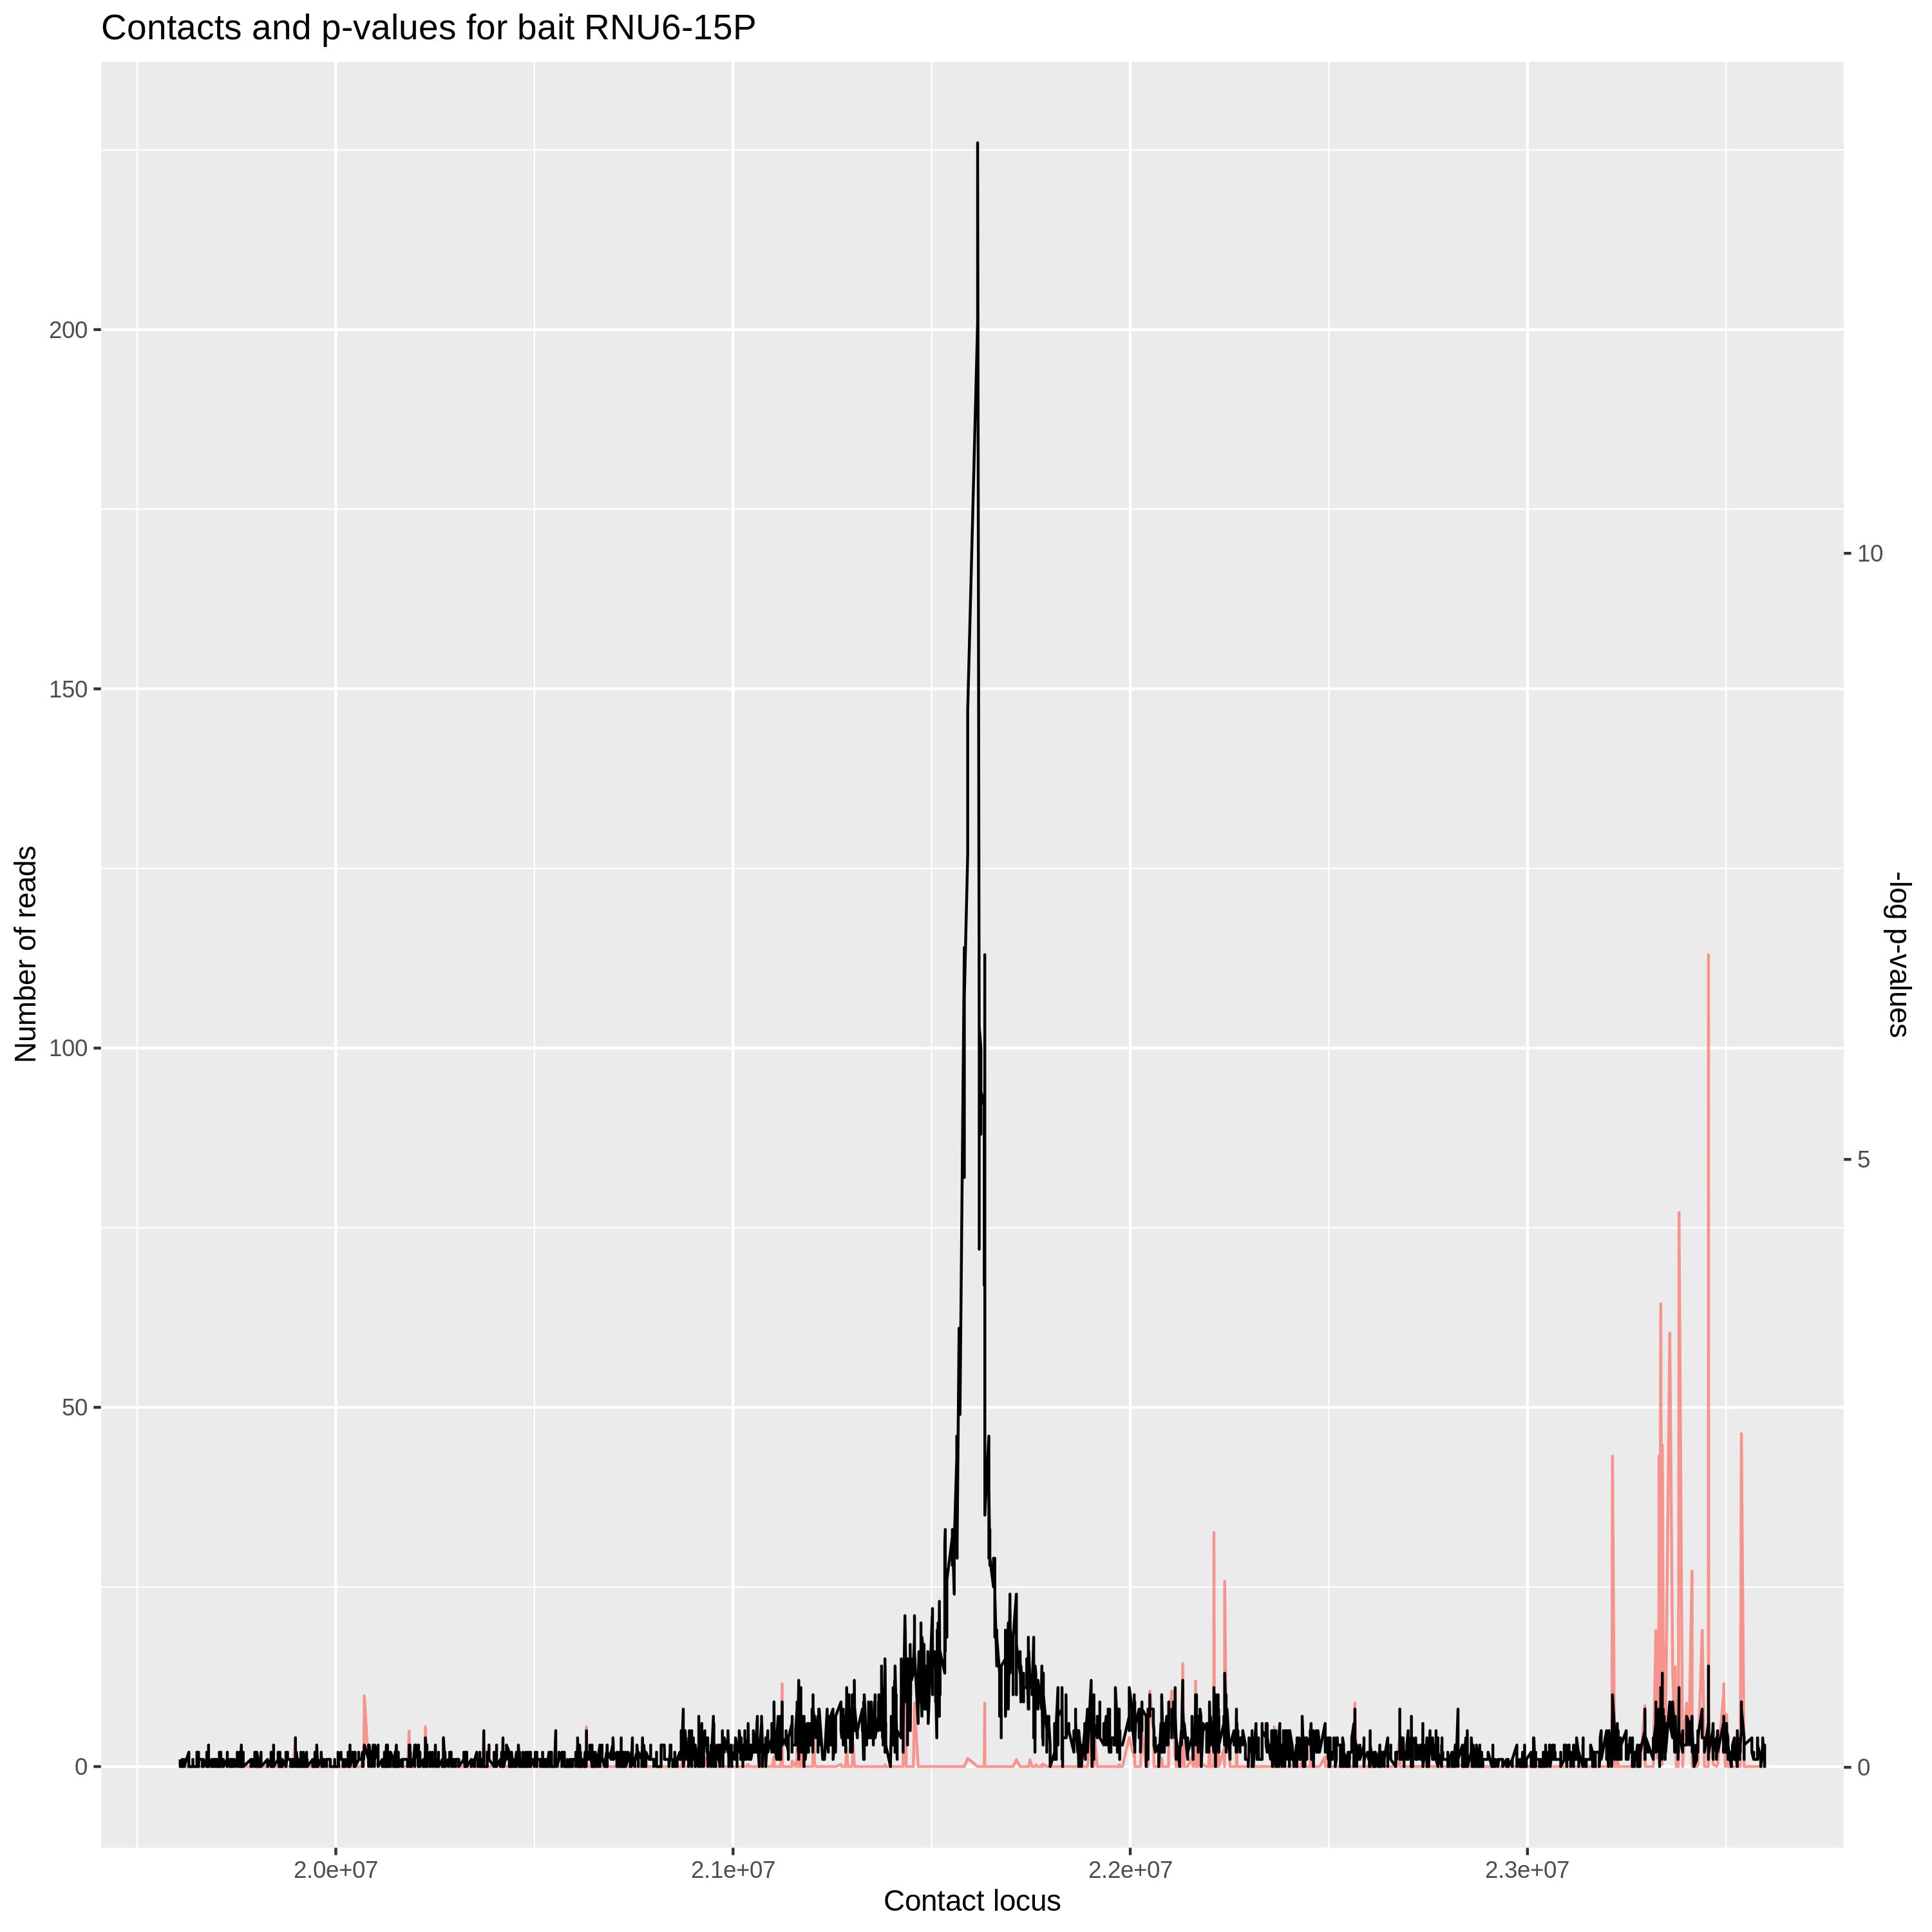 Contacts and p-values for bait RNU6-15P
Number of reads
200
150
100
50
0
10
5
0
-log p-values
2.0e+07
2.1e+07
2.2e+07
2.3e+07
Contact locus